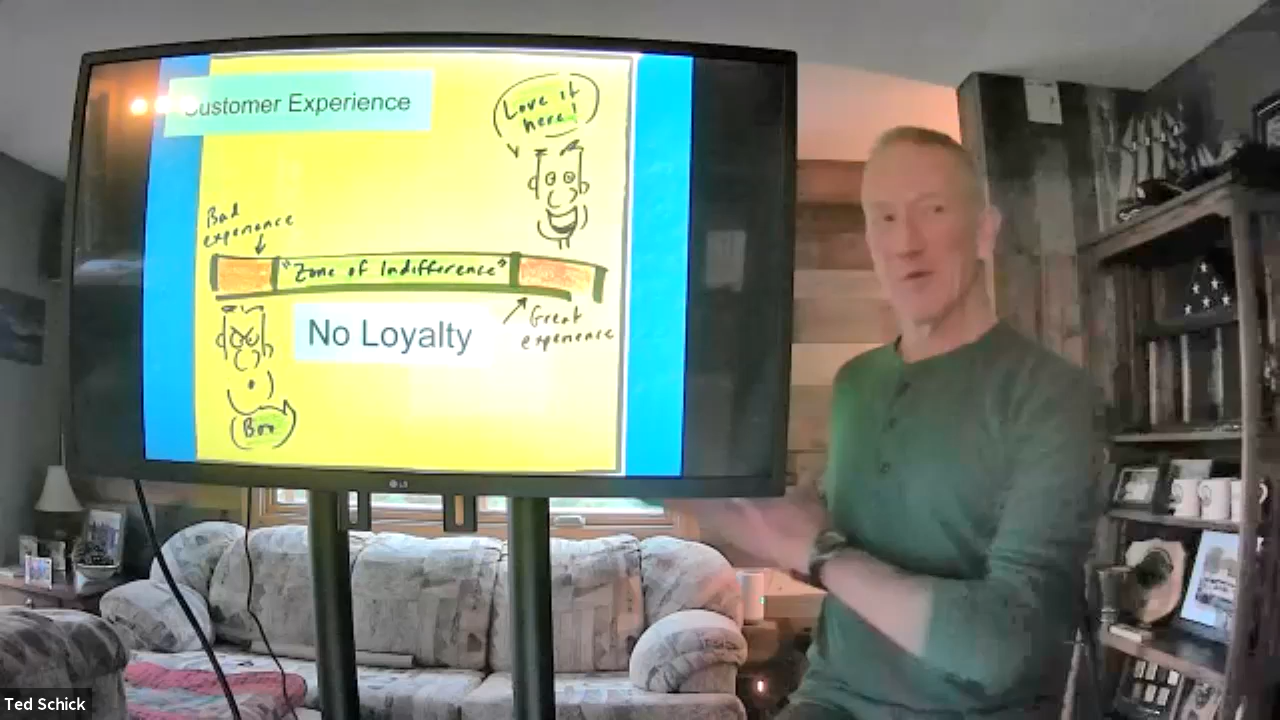 Customer Experience
Love it
here!
Bad
experience
"Zone of Indifference"
Great
experience
No Loyalty
Boo
LG
Ted Schick